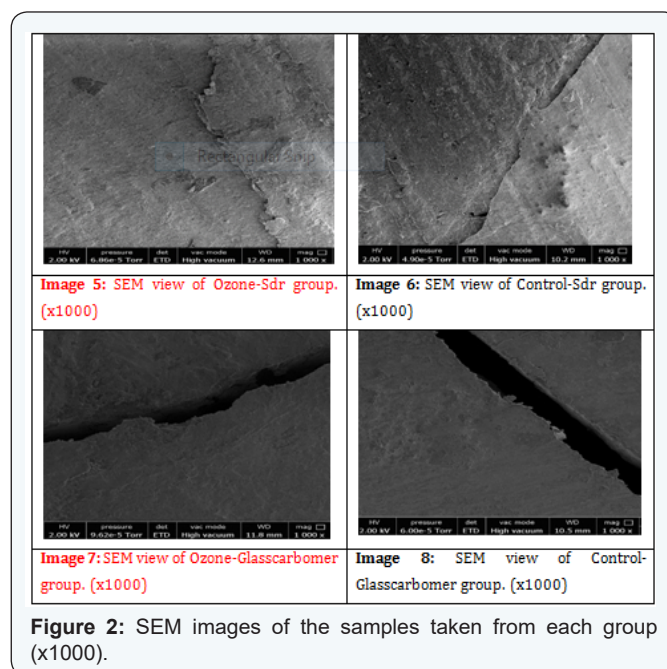 Rectangular Snip
HV pressure det vac mode WD mag
2.00 kV 6.86e-5 Torr ETD High vacuum 12.6 mm 1 000 x
HV pressure det vac mode WD mag
2.00 kV 4.90e-5 Torr ETD High vacuum 10.2 mm 1 000 x
Image 5: SEM view of Ozone-Sdr group.
(x1000)
Image 6: SEM view of Control-Sdr group.
(x1000)
HV pressure det vac mode WD mag
2.00 kV 9.62e-5 Torr ETD High vacuum 11.8 mm 1 000 x
HV pressure det vac mode WD mag
2.00 kV 6.00e-5 Torr ETD High vacuum 10.5 mm 1 000 x
Image 7: SEM view of Ozone-Glasscarbomer
group. (x1000)
Image 8: SEM view of Control-
Glasscarbomer group. (x1000)
Figure 2: SEM images of the samples taken from each group
(x1000).